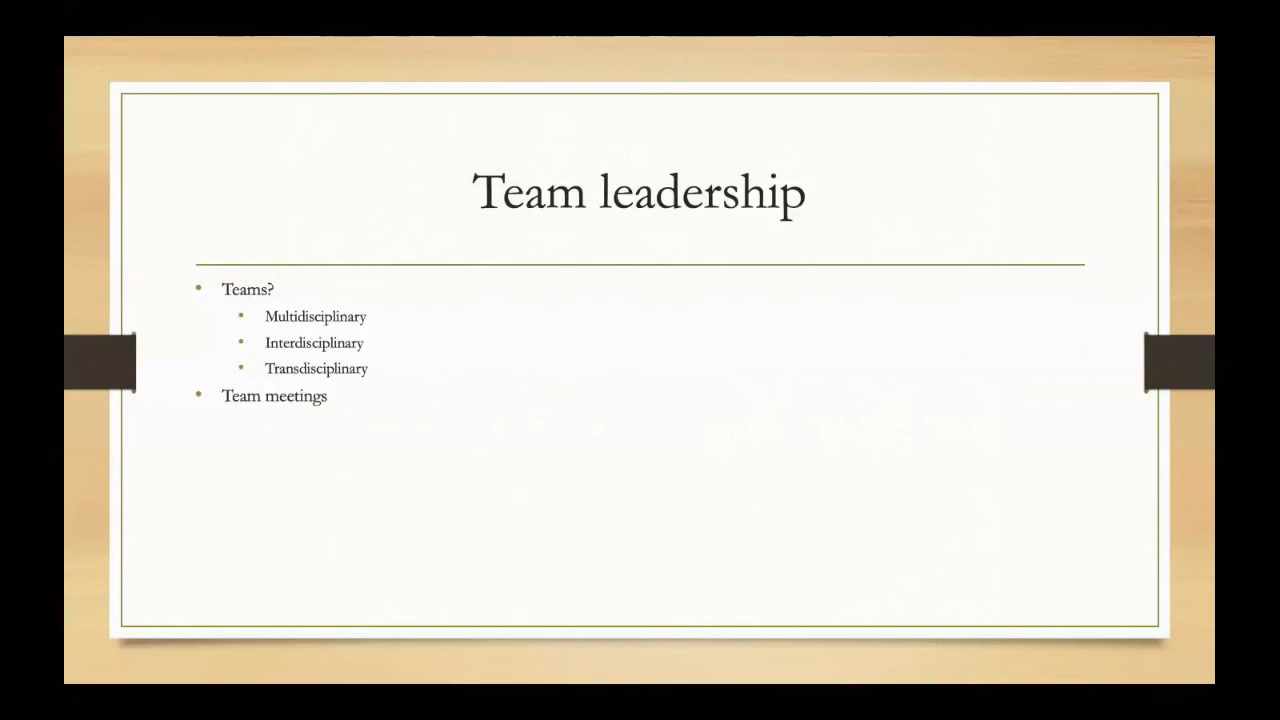 Team leadership
• Teams?
• Multidisciplinary
• Interdisciplinary
• Transdisciplinary
• Team meetings